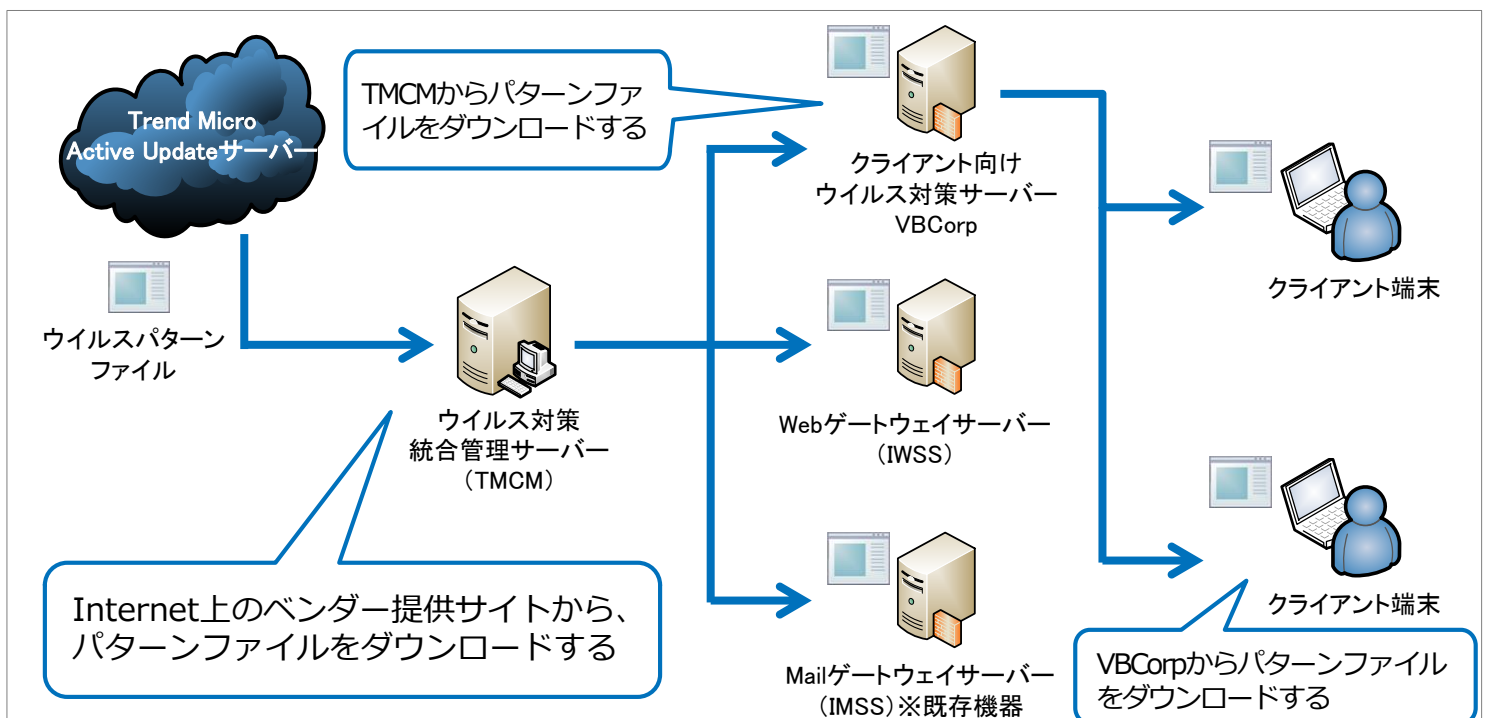 Trend Micro
Active Updateサーバー
ウイルスパターン
ファイル
TMCMからパターンファ
イルをダウンロードする
クライアント向け
ウイルス対策サーバー
VBCorp
クライアント端末
ウイルス対策
統合管理サーバー
(TMCM)
Webゲートウェイサーバー
(IWSS)
Internet上のベンダー提供サイトから、
パターンファイルをダウンロードする
Mailゲートウェイサーバー
(IMSS)※既存機器
クライアント端末
VBCorpからパターンファイル
をダウンロードする